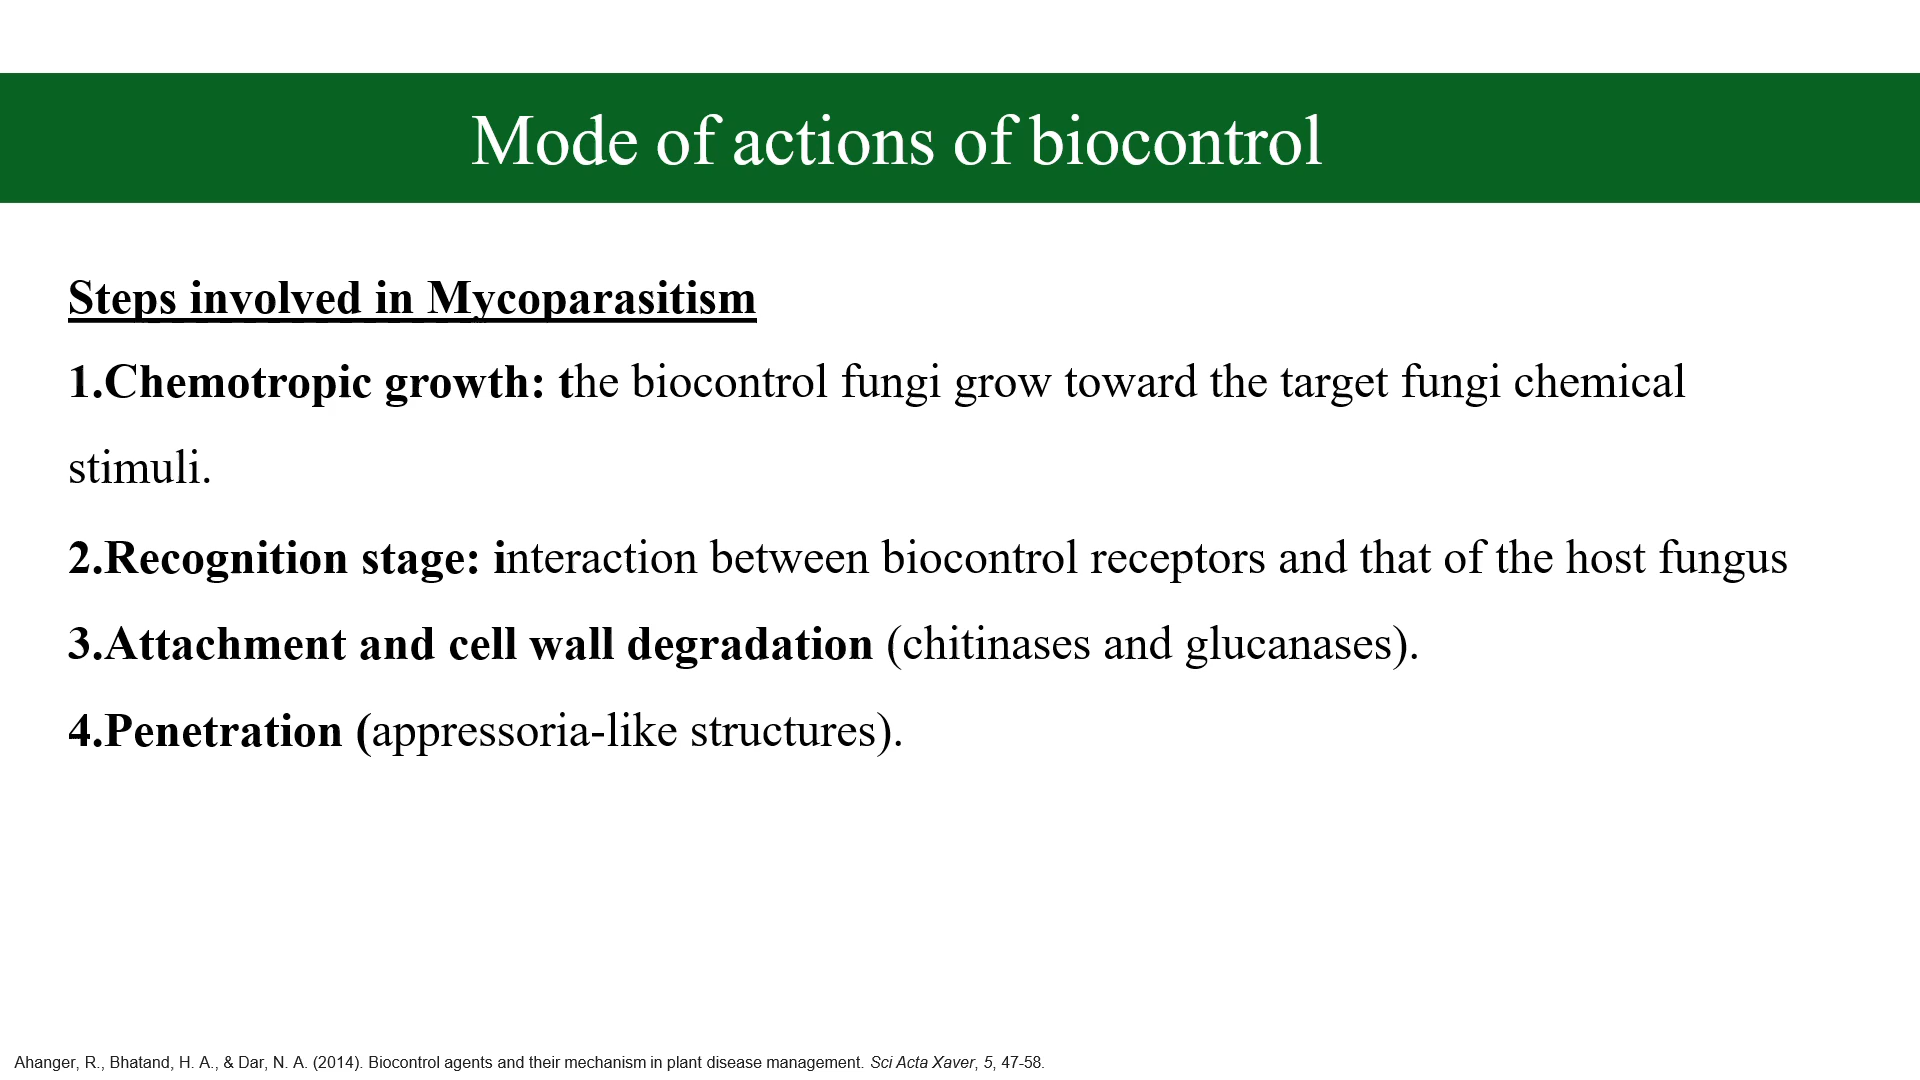 Mode of actions of biocontrol
Steps involved in Mycoparasitism
1.Chemotropic growth: the biocontrol fungi grow toward the target fungi chemical
stimuli.
2.Recognition stage: interaction between biocontrol receptors and that of the host fungus
3.Attachment and cell wall degradation (chitinases and glucanases).
4.Penetration (appressoria-like structures).
Ahanger, R., Bhatand, H. A., & Dar, N. A. (2014). Biocontrol agents and their mechanism in plant disease management. Sci Acta Xaver, 5, 47-58.